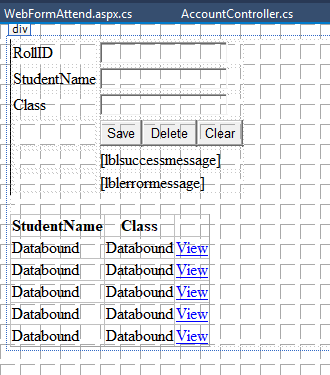 WebFormAttend.aspx.cs AccountController.cs
div
RollID
StudentName
Class
Save Delete Clear
[lblsuccessmessage]
[lblerrormessage]
StudentName Class
Databound Databound View
Databound Databound View
Databound Databound View
Databound Databound View
Databound Databound View